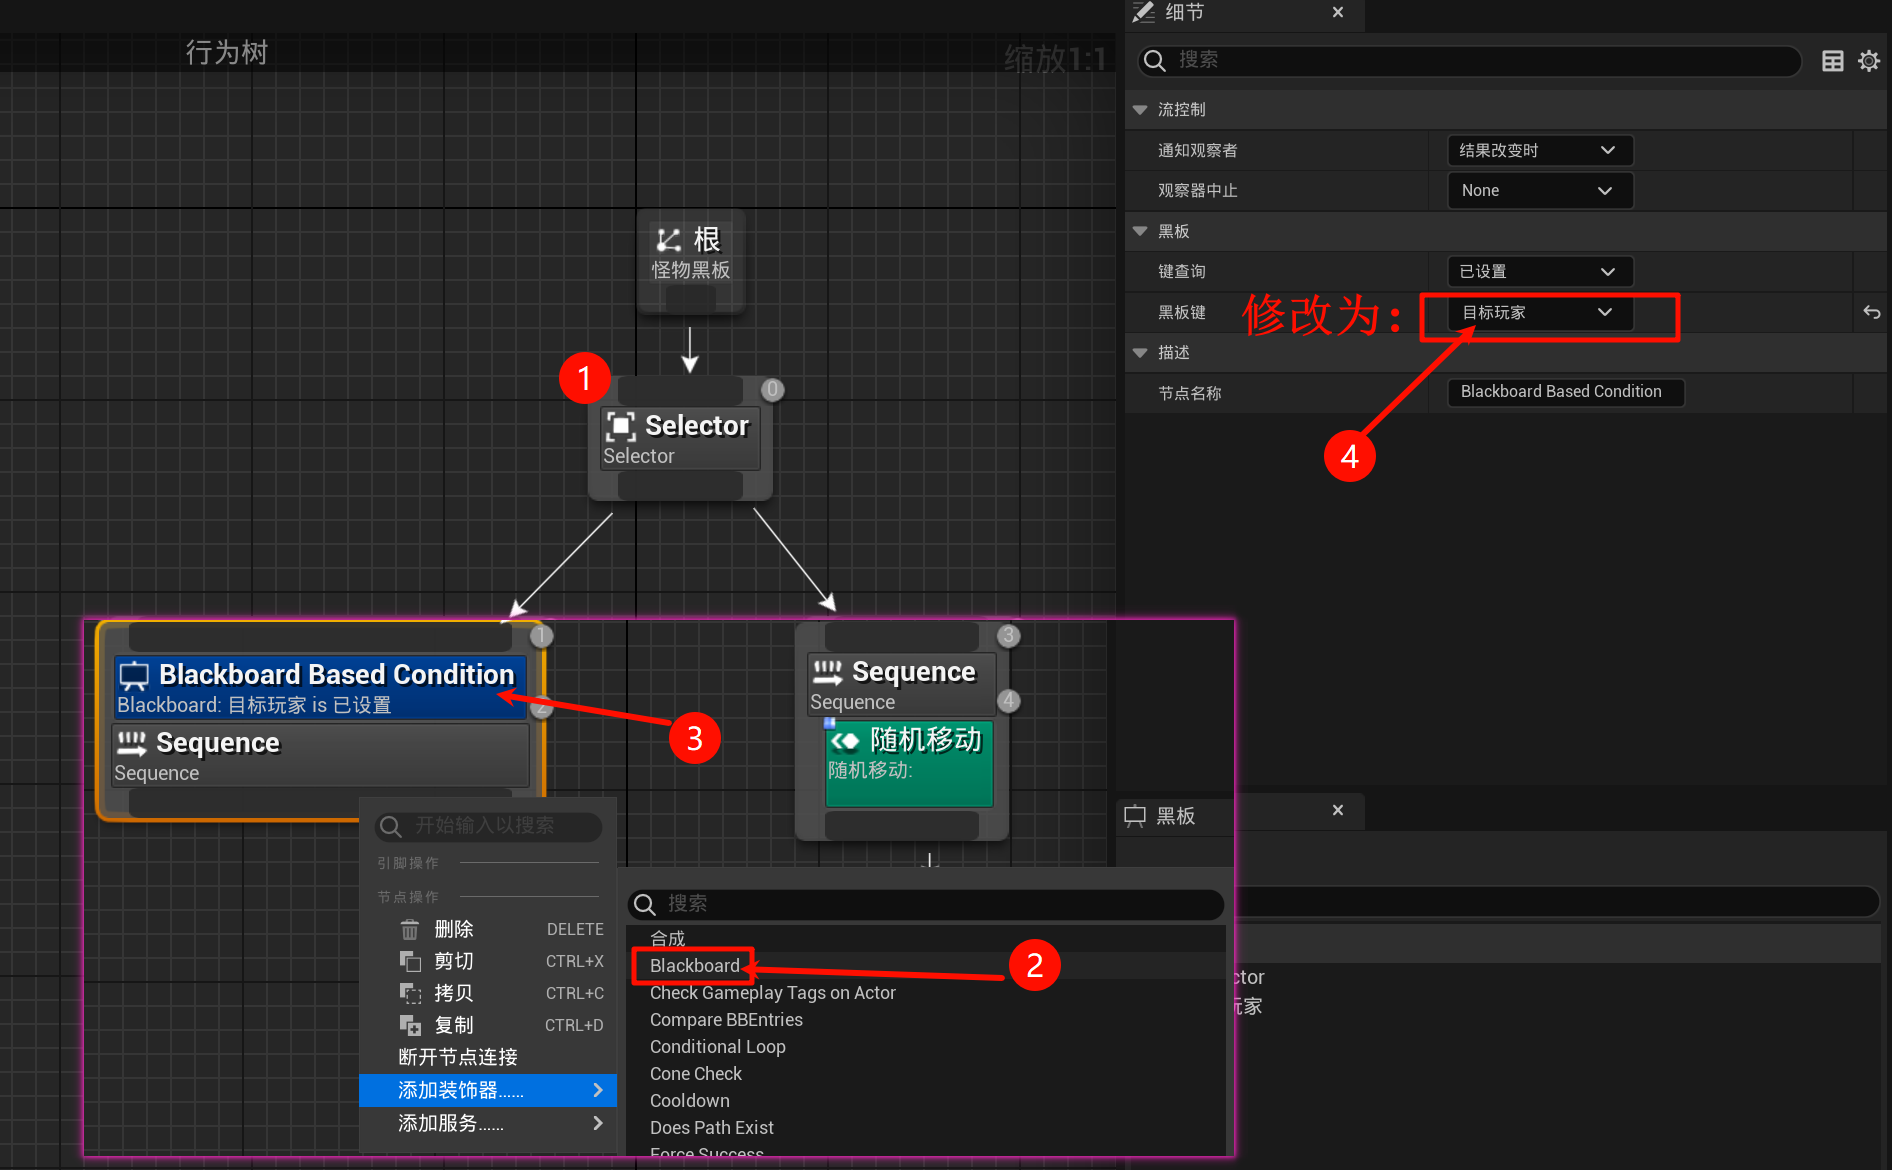 行为树
缩放1:1
根
怪物黑板
1
0
Selector
Selector
1
Blackboard Based Condition
Blackboard: 目标玩家 is 已设置
2
Sequence
Sequence
3
3
Sequence
Sequence
4
随机移动
随机移动:
开始输入以搜索
引脚操作
节点操作
删除 DELETE
剪切 CTRL+X
拷贝 CTRL+C
复制 CTRL+D
断开节点连接
添加装饰器......
添加服务......
搜索
合成
Blackboard
2
Check Gameplay Tags on Actor
Compare BBEntries
Conditional Loop
Cone Check
Cooldown
Does Path Exist
Force Success
细节
搜索
流控制
通知观察者 结果改变时
观察器中止 None
黑板
键查询 已设置
黑板键 修改为： 目标玩家
描述
节点名称 Blackboard Based Condition
4
黑板
ctor
玩家